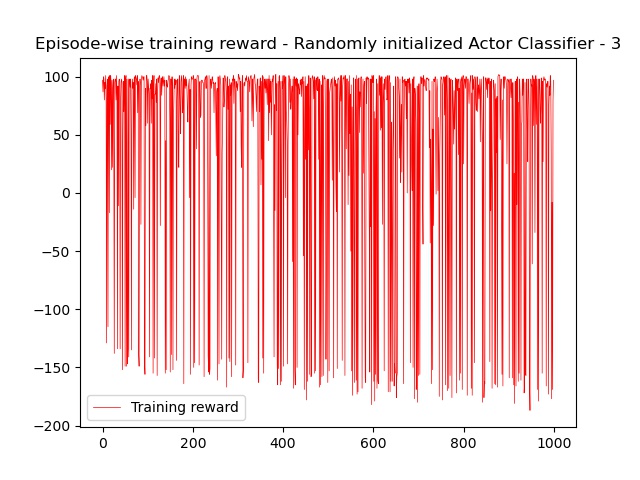 Episode-wise training reward - Randomly initialized Actor Classifier - 3
100
50
0
−50
−100
−150
−200
Training reward
0 200 400 600 800 1000